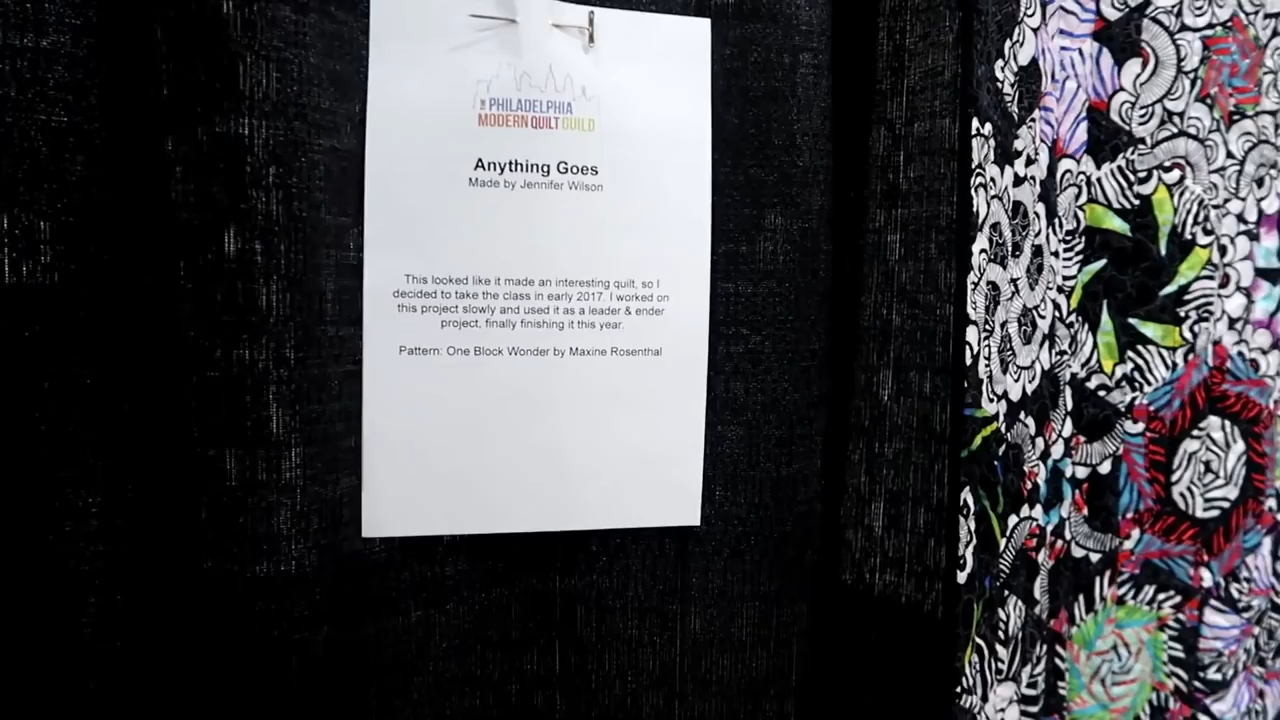 THE PHILADELPHIA
MODERN QUILT GUILD
Anything Goes
Made by Jennifer Wilson
This looked like it made an interesting quilt, so I
decided to take the class in early 2017. I worked on
this project slowly and used it as a leader & ender
project, finally finishing it this year.
Pattern: One Block Wonder by Maxine Rosenthal